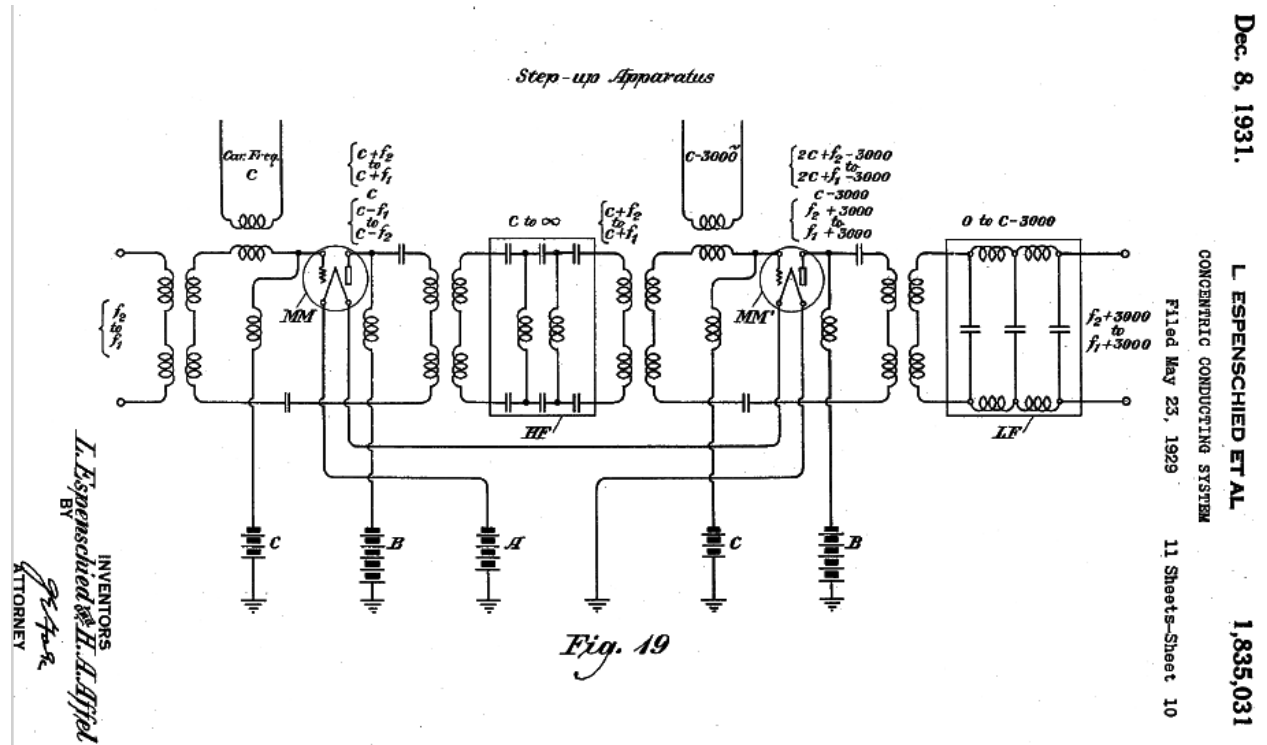 Dec. 8, 1931.
L. ESPENSCHIED ET AL
1,835,031
CONCENTRIC CONDUCTING SYSTEM
Filed May 23, 1929
11 Sheets-Sheet 10
Step-up Apparatus
Car. Freq.
C
C+f2
to
C+f1
C
C-f1
to
C-f2
C to ∞
C+f2
to
C+f1
C-3000~
2C+f2-3000
to
2C+f1-3000
C-3000
f2+3000
to
f1+3000
0 to C-3000
f2
to
f1
MM
HF
MM'
LF
f2+3000
to
f1+3000
C
B
A
C
B
Fig. 19
INVENTORS
L. Espenschied and H. A. Affel
BY
ATTORNEY